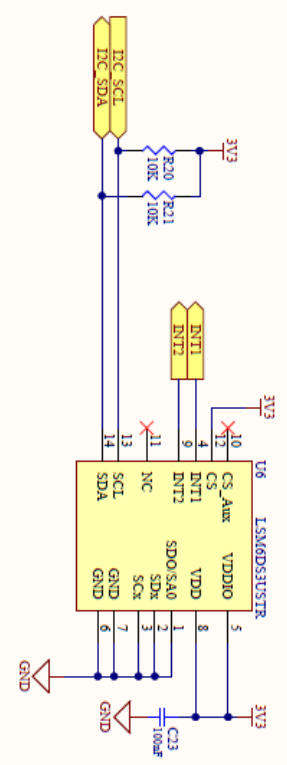 I2C_SCL
I2C_SDA
3V3
R20
10K
R21
10K
INT1
INT2
3V3
U6
LSM6DS3USTR
10
12
4
9
11
13
14
CS_Aux
CS
INT1
INT2
NC
SCL
SDA
VDDIO
VDD
SDO/SA0
SDx
SCx
GND
GND
5
8
1
2
3
7
6
3V3
C23
100nF
GND
GND